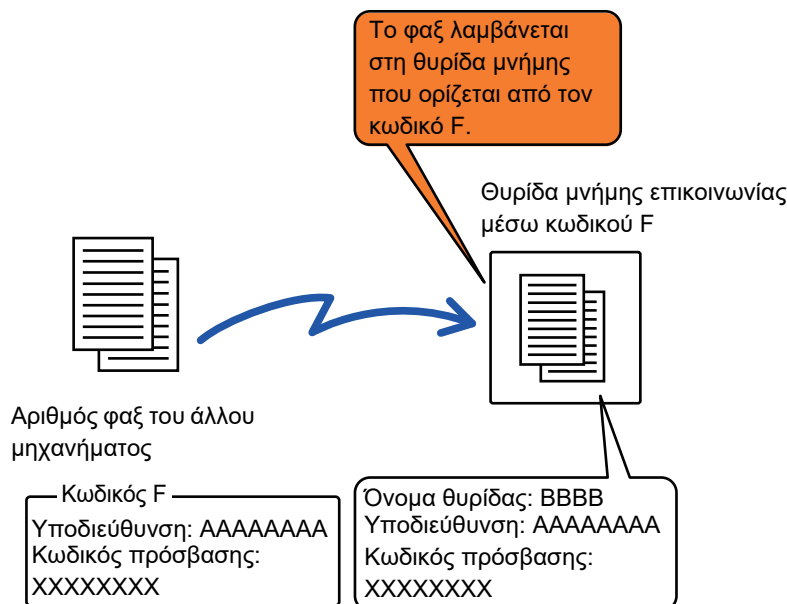 Το φαξ λαμβάνεται
στη θυρίδα μνήμης
που ορίζεται από τον
κωδικό F.
Θυρίδα μνήμης επικοινωνίας
μέσω κωδικού F
Αριθμός φαξ του άλλου
μηχανήματος
Κωδικός F
Υποδιεύθυνση: AAAAAAAA
Κωδικός πρόσβασης:
XXXXXXXX
Όνομα θυρίδας: BBBB
Υποδιεύθυνση: AAAAAAAA
Κωδικός πρόσβασης:
XXXXXXXX